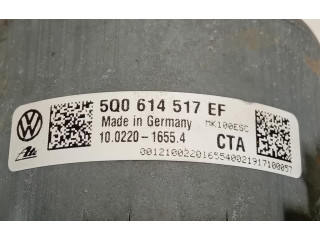 5Q0 614 517 EF
Made in Germany MK100ESC
10.0220-1655.4 CTA
00121002201655400219171000057